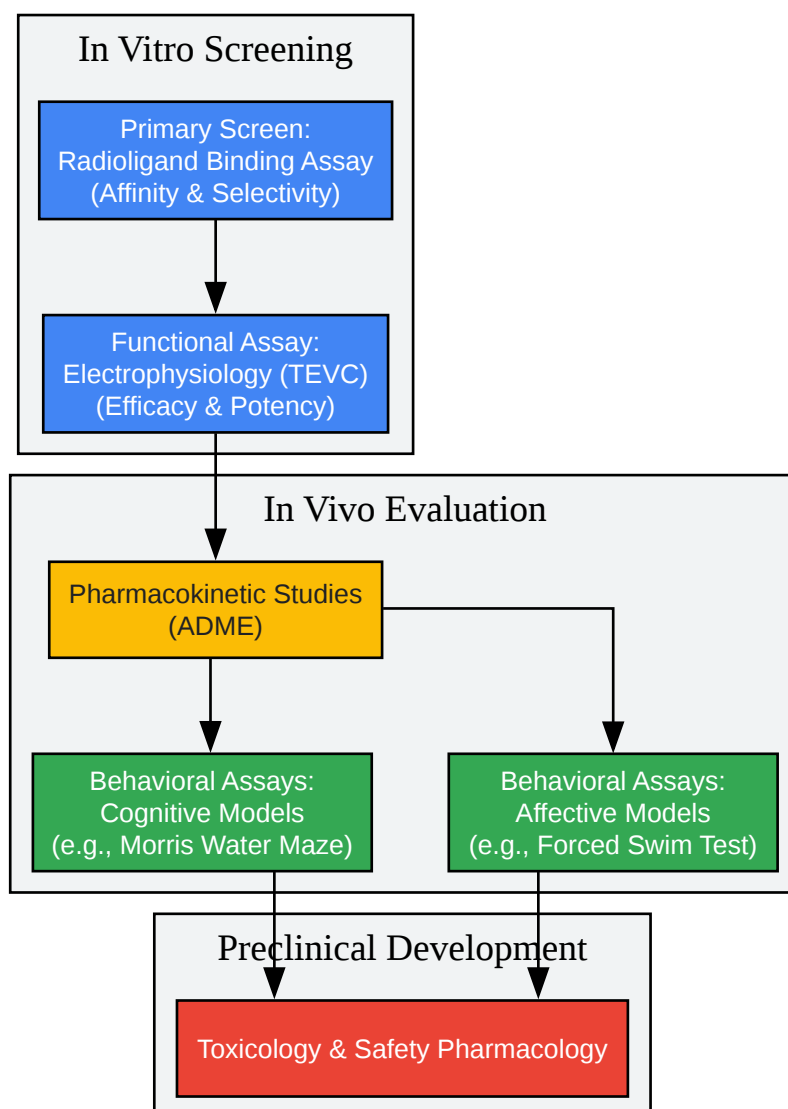 In Vitro Screening
Primary Screen:
Radioligand Binding Assay
(Affinity & Selectivity)
Functional Assay:
Electrophysiology (TEVC)
(Efficacy & Potency)
In Vivo Evaluation
Pharmacokinetic Studies
(ADME)
Behavioral Assays:
Cognitive Models
(e.g., Morris Water Maze)
Behavioral Assays:
Affective Models
(e.g., Forced Swim Test)
Preclinical Development
Toxicology & Safety Pharmacology